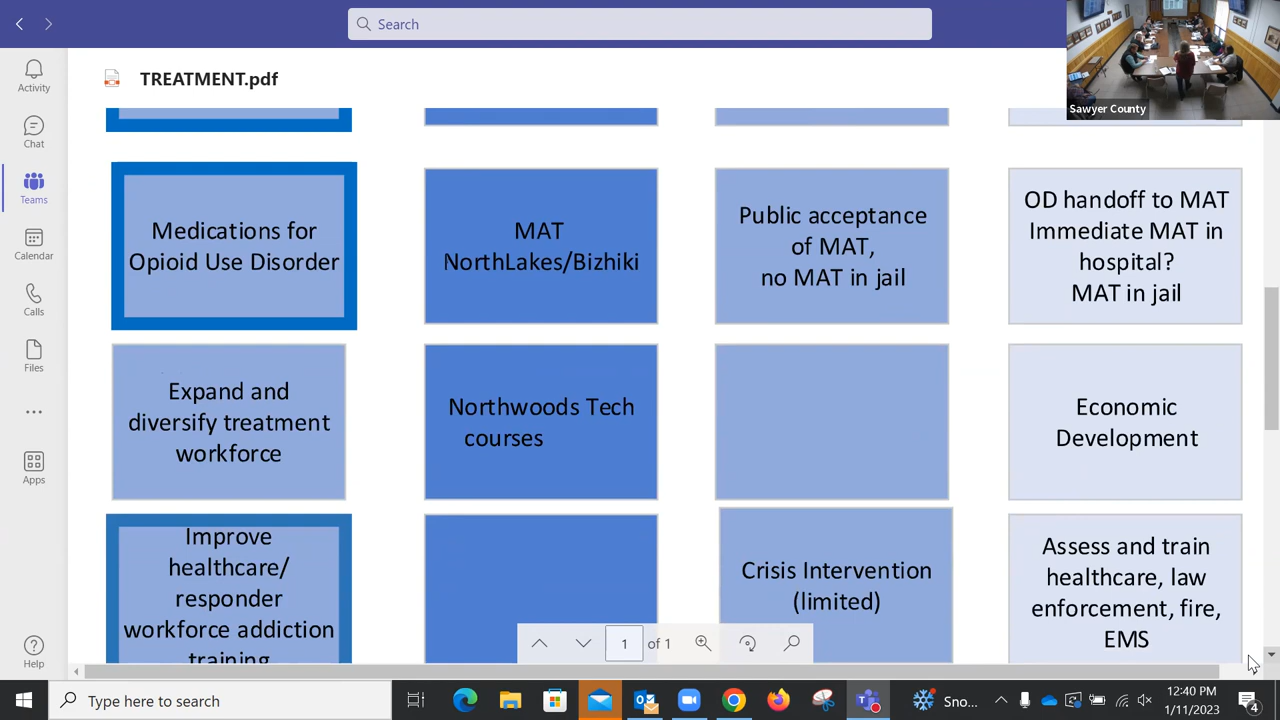 Search
TREATMENT.pdf
Sawyer County
Activity
Chat
Teams
Calendar
Calls
Files
Apps
Help
Medications for
Opioid Use Disorder
MAT
NorthLakes/Bizhiki
Public acceptance
of MAT,
no MAT in jail
OD handoff to MAT
Immediate MAT in
hospital?
MAT in jail
Expand and
diversify treatment
workforce
Northwoods Tech
courses
Economic
Development
Improve
healthcare/
responder
workforce addiction
training
Crisis Intervention
(limited)
Assess and train
healthcare, law
enforcement, fire,
EMS
1 of 1
Type here to search
Sno...
12:40 PM
1/11/2023
4